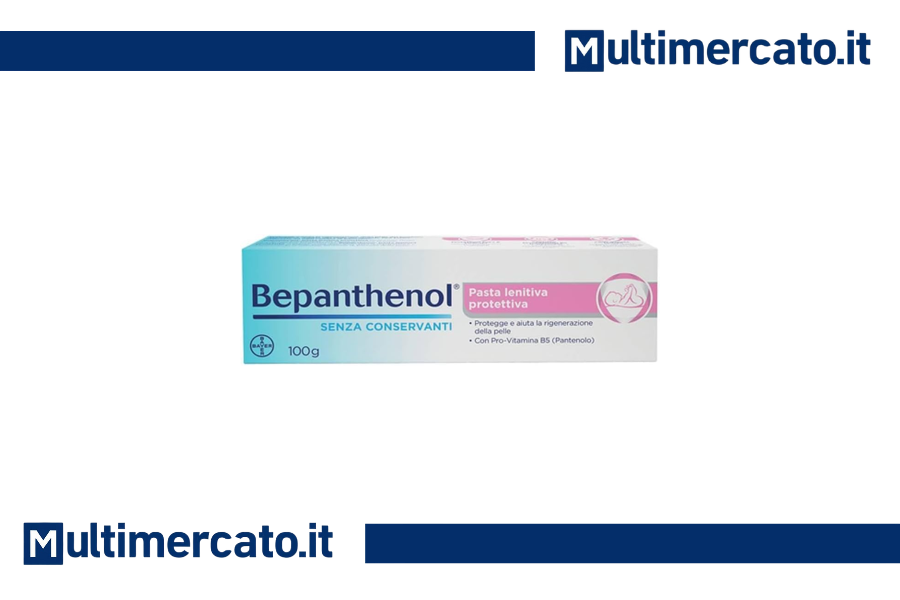 Multimercato.it
Bepanthenol®
SENZA CONSERVANTI
BAYER
100g
Pasta lenitiva
protettiva
• Protegge e aiuta la rigenerazione
della pelle
• Con Pro-Vitamina B5 (Pantenolo)
Multimercato.it